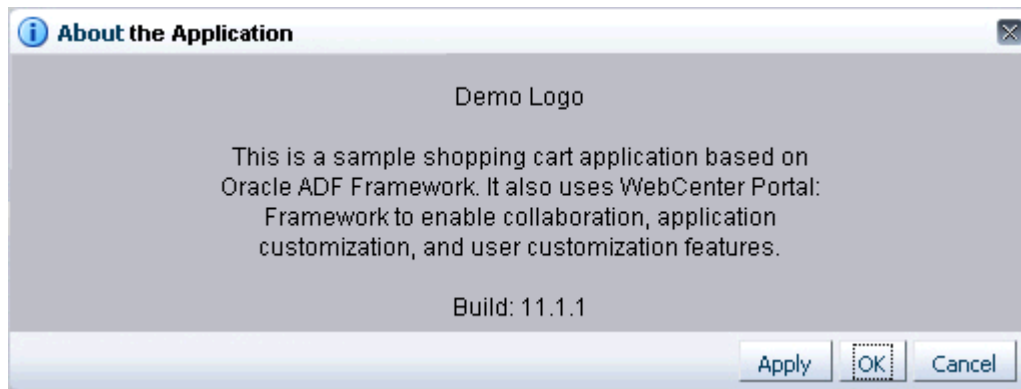 About the Application
Demo Logo
This is a sample shopping cart application based on
Oracle ADF Framework. It also uses WebCenter Portal:
Framework to enable collaboration, application
customization, and user customization features.
Build: 11.1.1
Apply OK Cancel